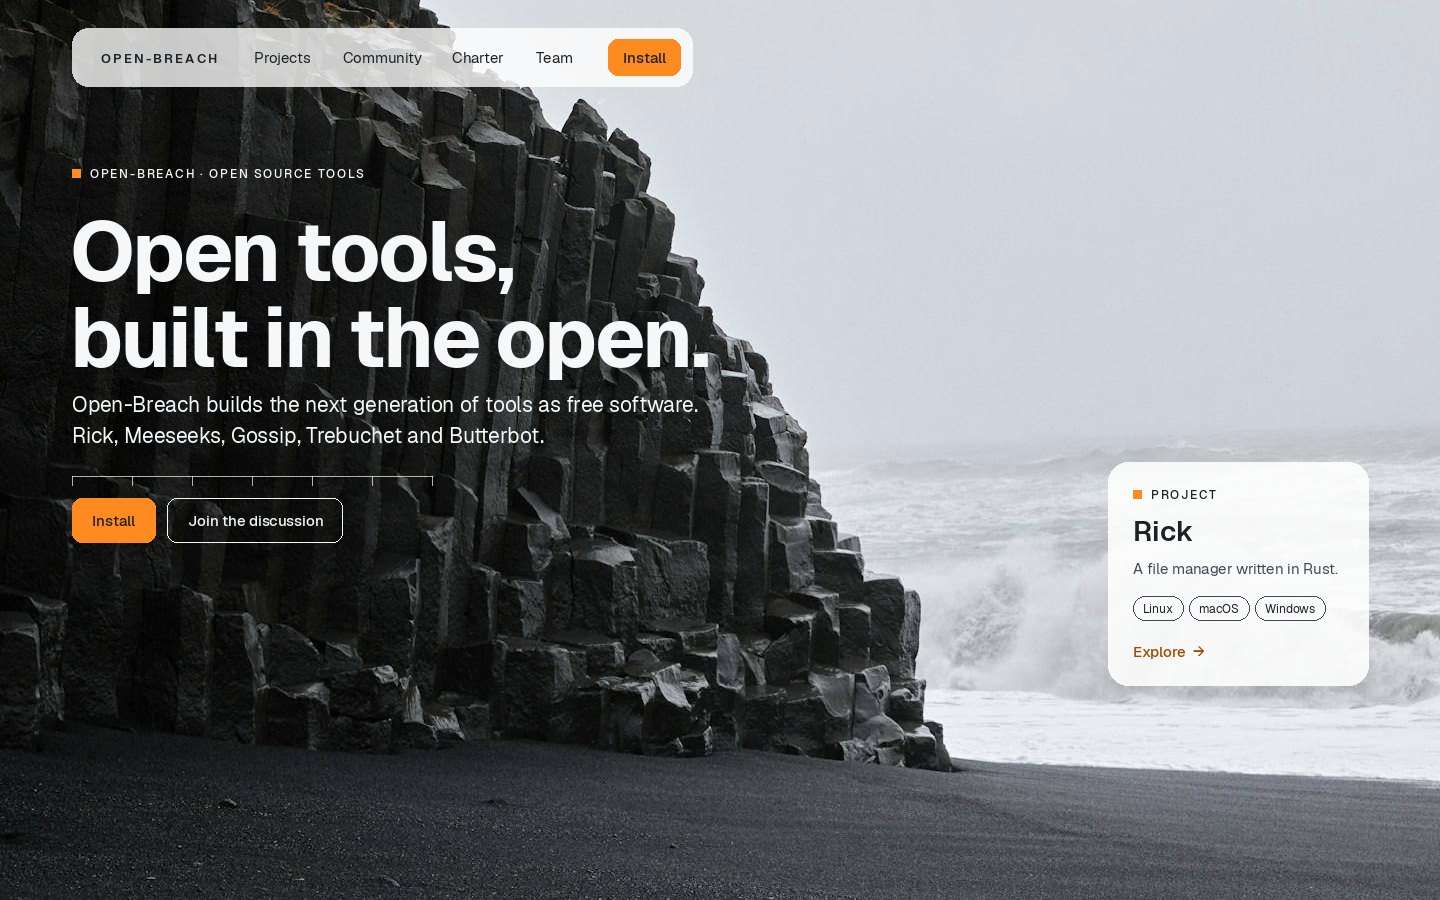 OPEN-BREACH Projects Community Charter Team Install
OPEN-BREACH · OPEN SOURCE TOOLS
Open tools,
built in the open.
Open-Breach builds the next generation of tools as free software.
Rick, Meeseeks, Gossip, Trebuchet and Butterbot.
Install Join the discussion
PROJECT
Rick
A file manager written in Rust.
Linux macOS Windows
Explore →